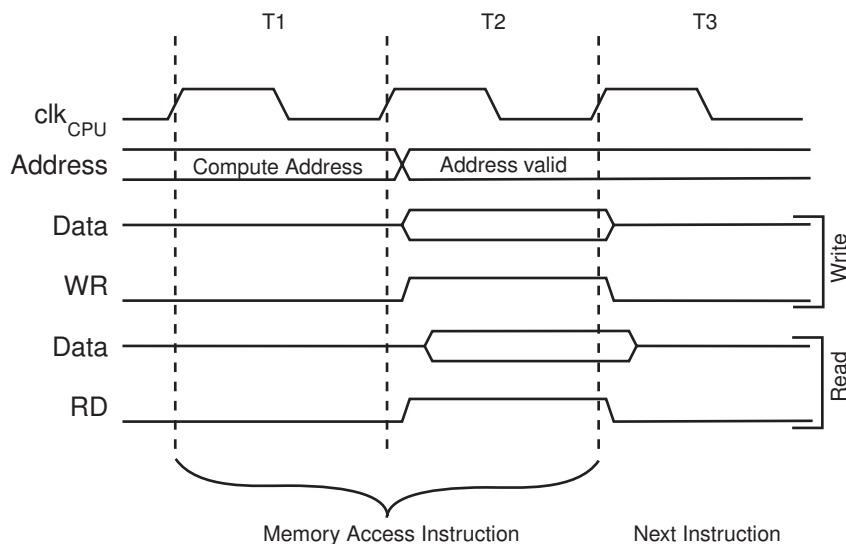 T1 T2 T3
clkCPU
Address Compute Address Address valid
Data
WR
Write
Data
RD
Read
Memory Access Instruction Next Instruction